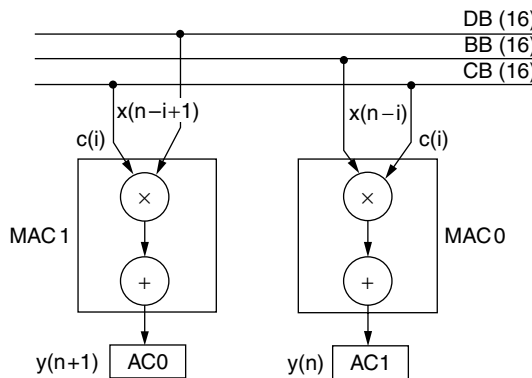 DB (16)
BB (16)
CB (16)
x(n−i+1)
x(n−i)
c(i)
c(i)
×
×
MAC 1
MAC 0
+
+
y(n+1)
AC0
y(n)
AC1